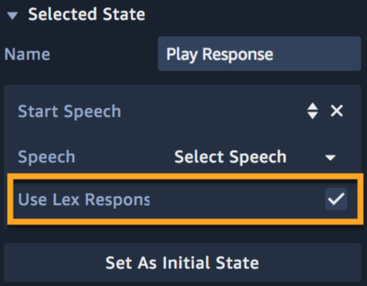 Selected State
Name Play Response
Start Speech
Speech Select Speech
Use Lex Respons
Set As Initial State